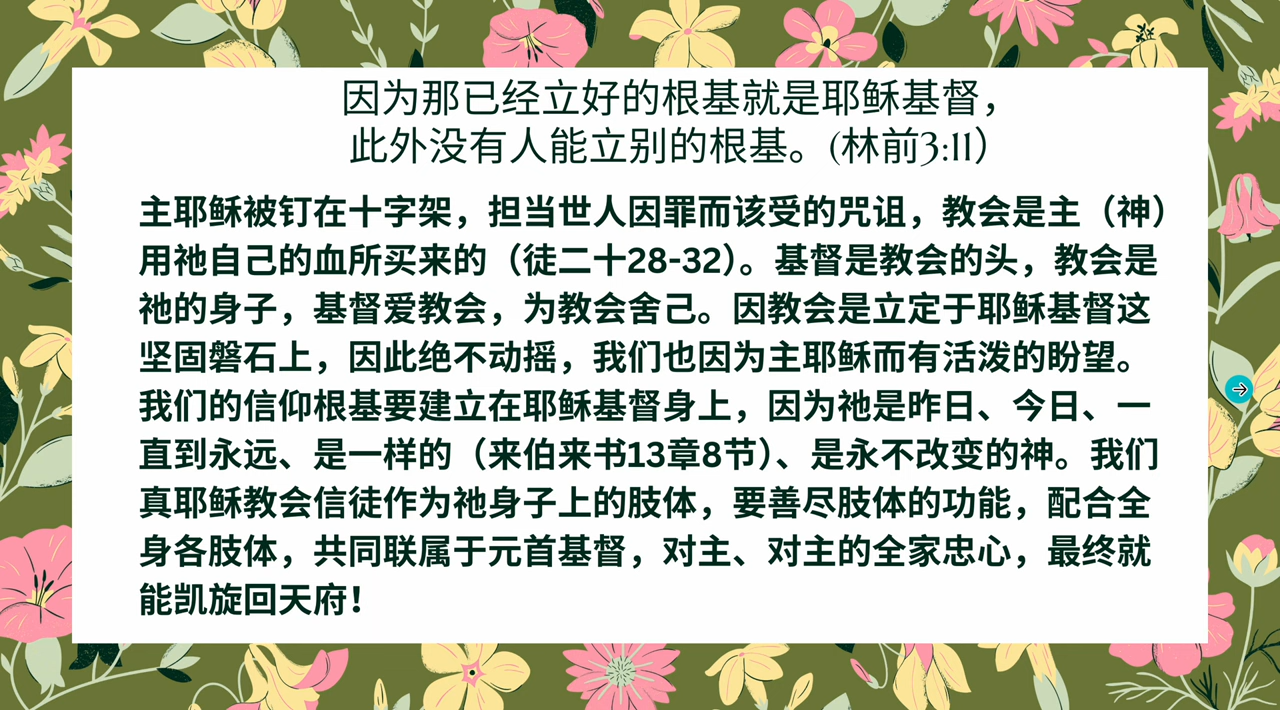 因为那已经立好的根基就是耶稣基督，
此外没有人能立别的根基。(林前3:11）
主耶稣被钉在十字架，担当世人因罪而该受的咒诅，教会是主（神）
用祂自己的血所买来的（徒二十28-32）。基督是教会的头，教会是
祂的身子，基督爱教会，为教会舍己。因教会是立定于耶稣基督这
坚固磐石上，因此绝不动摇，我们也因为主耶稣而有活泼的盼望。
我们的信仰根基要建立在耶稣基督身上，因为祂是昨日、今日、一
直到永远、是一样的（来伯来书13章8节）、是永不改变的神。我们
真耶稣教会信徒作为祂身子上的肢体，要善尽肢体的功能，配合全
身各肢体，共同联属于元首基督，对主、对主的全家忠心，最终就
能凯旋回天府！